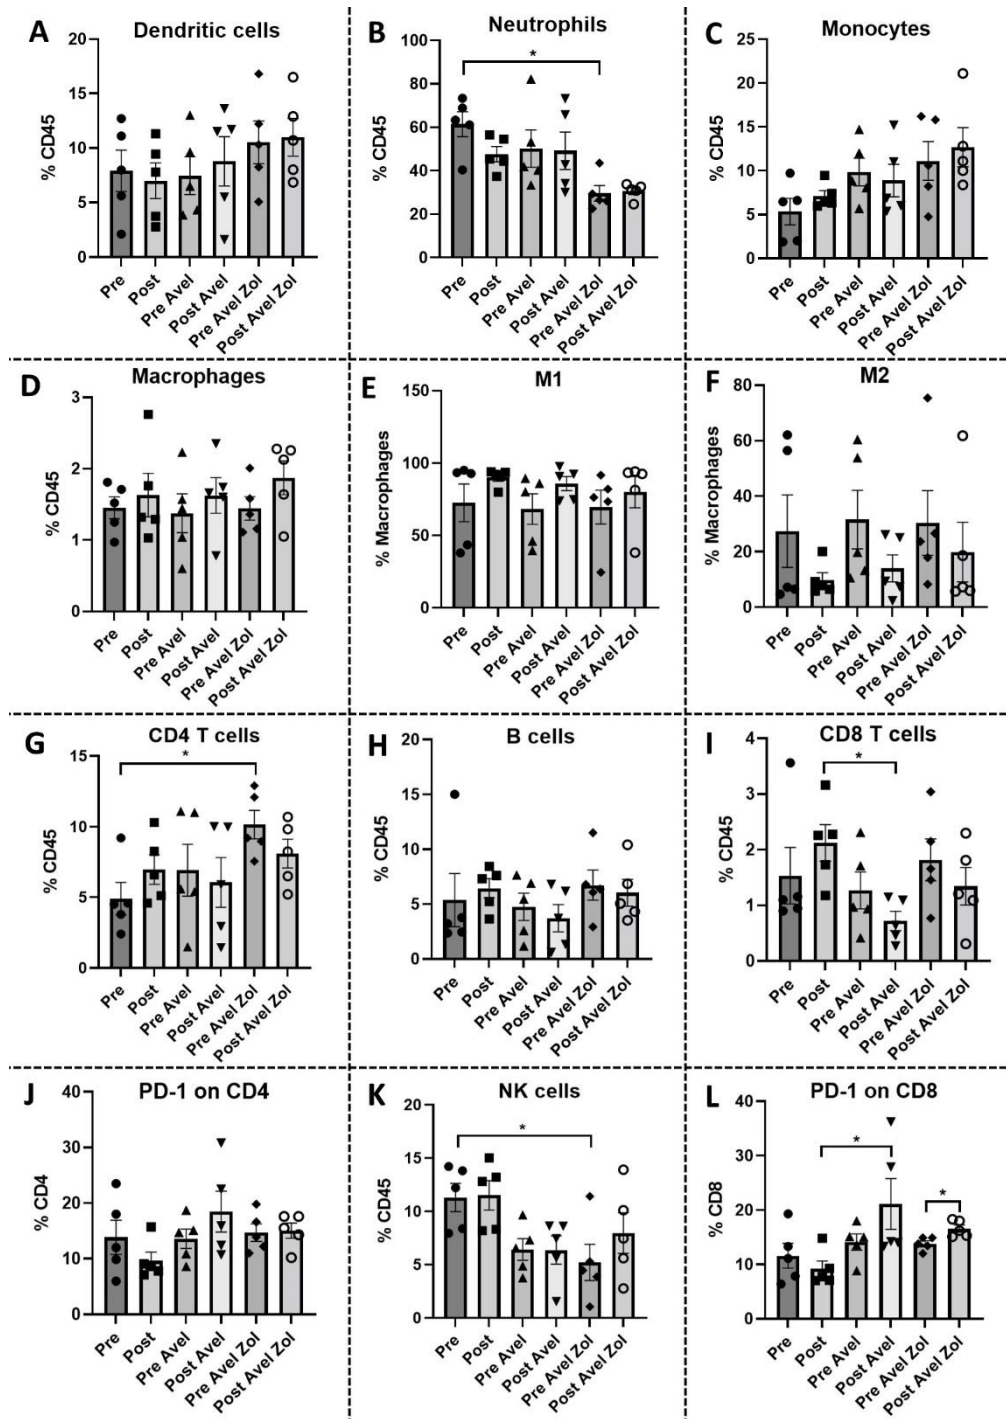 A
Dendritic cells
% CD45
20
15
10
5
0
Pre
Post
Pre Avel
Post Avel
Pre Avel Zol
Post Avel Zol
B
Neutrophils
*
% CD45
100
80
60
40
20
0
Pre
Post
Pre Avel
Post Avel
Pre Avel Zol
Post Avel Zol
C
Monocytes
% CD45
25
20
15
10
5
0
Pre
Post
Pre Avel
Post Avel
Pre Avel Zol
Post Avel Zol
D
Macrophages
% CD45
3
2
1
0
Pre
Post
Pre Avel
Post Avel
Pre Avel Zol
Post Avel Zol
E
M1
% Macrophages
150
100
50
0
Pre
Post
Pre Avel
Post Avel
Pre Avel Zol
Post Avel Zol
F
M2
% Macrophages
80
60
40
20
0
Pre
Post
Pre Avel
Post Avel
Pre Avel Zol
Post Avel Zol
G
CD4 T cells
*
% CD45
15
10
5
0
Pre
Post
Pre Avel
Post Avel
Pre Avel Zol
Post Avel Zol
H
B cells
% CD45
20
15
10
5
0
Pre
Post
Pre Avel
Post Avel
Pre Avel Zol
Post Avel Zol
I
CD8 T cells
*
% CD45
4
3
2
1
0
Pre
Post
Pre Avel
Post Avel
Pre Avel Zol
Post Avel Zol
J
PD-1 on CD4
% CD4
40
30
20
10
0
Pre
Post
Pre Avel
Post Avel
Pre Avel Zol
Post Avel Zol
K
NK cells
*
% CD45
20
15
10
5
0
Pre
Post
Pre Avel
Post Avel
Pre Avel Zol
Post Avel Zol
L
PD-1 on CD8
*
*
% CD8
40
30
20
10
0
Pre
Post
Pre Avel
Post Avel
Pre Avel Zol
Post Avel Zol